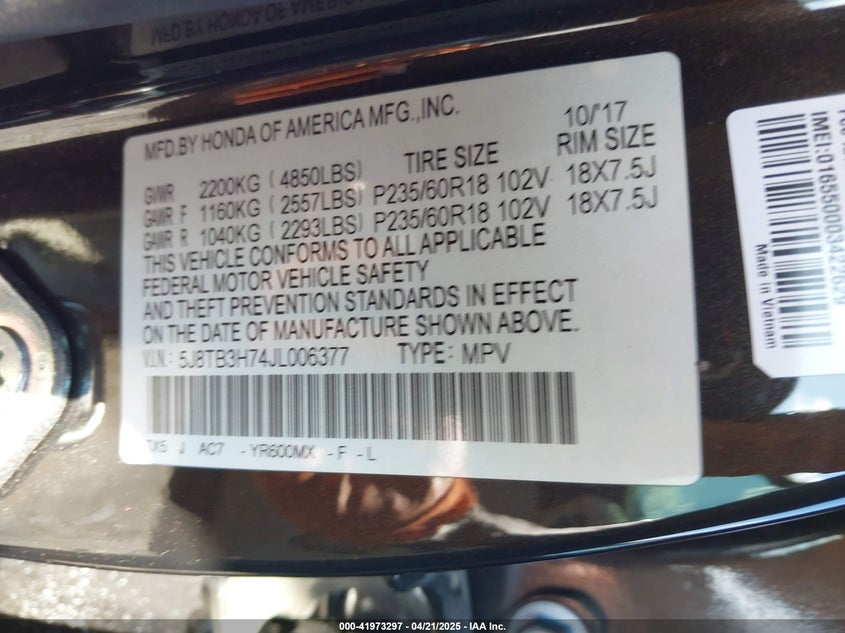 MFD.BY HONDA OF AMERICA MFG.,INC. 10/'17
TIRE SIZE RIM SIZE
GVWR 2200KG ( 4850LBS)
GAWR F 1160KG ( 2557LBS) P235/60R18 102V 18X7.5J
GAWR R 1040KG ( 2293LBS) P235/60R18 102V 18X7.5J
THIS VEHICLE CONFORMS TO ALL APPLICABLE
FEDERAL MOTOR VEHICLE SAFETY
AND THEFT PREVENTION STANDARDS IN EFFECT
ON THE DATE OF MANUFACTURE SHOWN ABOVE.
V.I.N.: 5J8TB3H74JL006377 TYPE: MPV
TX5 J AC7 -YR600MX -F -L
Made in Vietnam
000-41973297 - 04/21/2025 - IAA Inc.